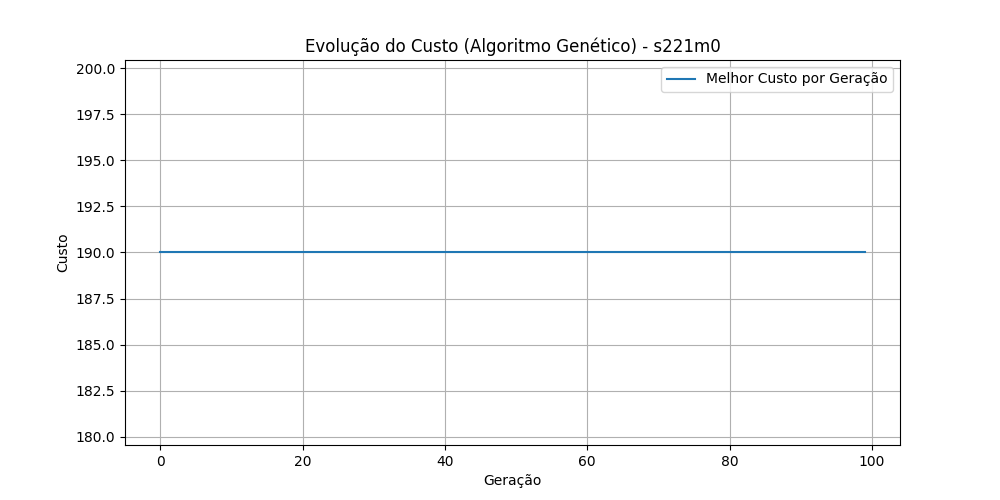 Evolução do Custo (Algoritmo Genético) - s221m0
Melhor Custo por Geração
Custo
200.0
197.5
195.0
192.5
190.0
187.5
185.0
182.5
180.0
0 20 40 60 80 100
Geração